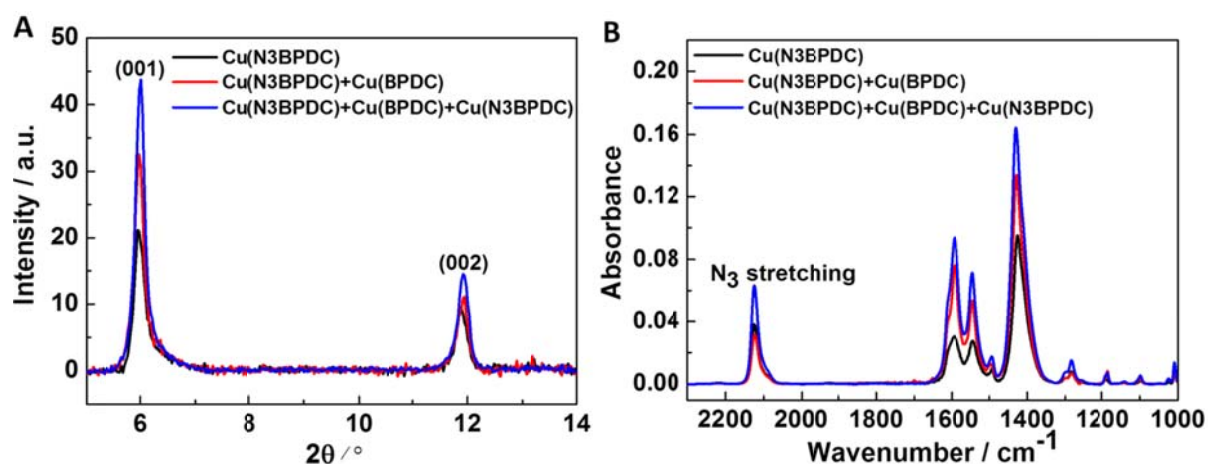 A
50
40
30
20
10
0
Intensity / a.u.
(001)
Cu(N3BPDC)
Cu(N3BPDC)+Cu(BPDC)
Cu(N3BPDC)+Cu(BPDC)+Cu(N3BPDC)
(002)
6 8 10 12 14
2θ / °
B
0.20
0.16
0.12
0.08
0.04
0.00
Absorbance
Cu(N3BPDC)
Cu(N3BPDC)+Cu(BPDC)
Cu(N3BPDC)+Cu(BPDC)+Cu(N3BPDC)
N3 stretching
2200 2000 1800 1600 1400 1200 1000
Wavenumber / cm-1